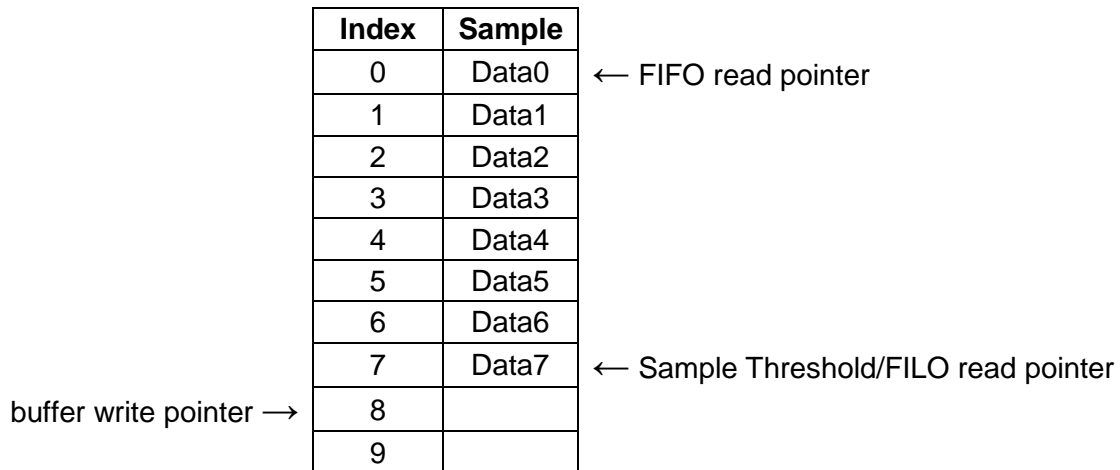 Index Sample
0 Data0 ← FIFO read pointer
1 Data1
2 Data2
3 Data3
4 Data4
5 Data5
6 Data6
7 Data7 ← Sample Threshold/FILO read pointer
buffer write pointer → 8
9